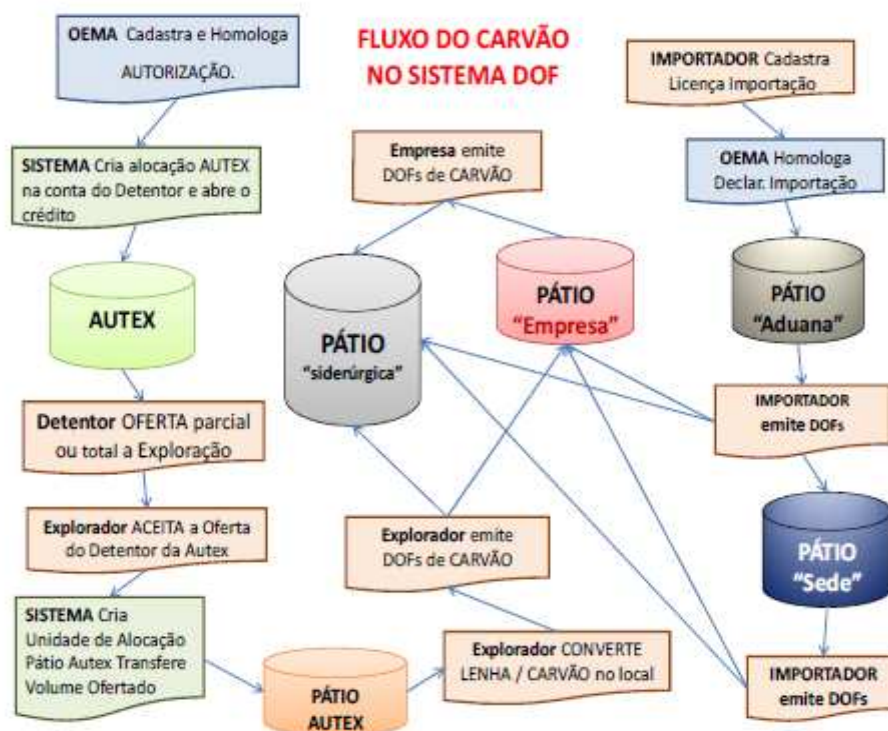 FLUXO DO CARVÃO
NO SISTEMA DOF
OEMA Cadastra e Homologa
AUTORIZAÇÃO.
SISTEMA Cria alocação AUTEX
na conta do Detentor e abre o
crédito
AUTEX
Detentor OFERTA parcial
ou total a Exploração
Explorador ACEITA a Oferta
do Detentor da Autex
SISTEMA Cria
Unidade de Alocação
Pátio Autex Transfere
Volume Ofertado
PÁTIO
AUTEX
Explorador CONVERTE
LENHA / CARVÃO no local
Explorador emite
DOFs de CARVÃO
PÁTIO
“siderúrgica”
Empresa emite
DOFs de CARVÃO
PÁTIO
“Empresa”
IMPORTADOR Cadastra
Licença Importação
OEMA Homologa
Declar. Importação
PÁTIO
“Aduana”
IMPORTADOR
emite DOFs
PÁTIO
“Sede”
IMPORTADOR
emite DOFs